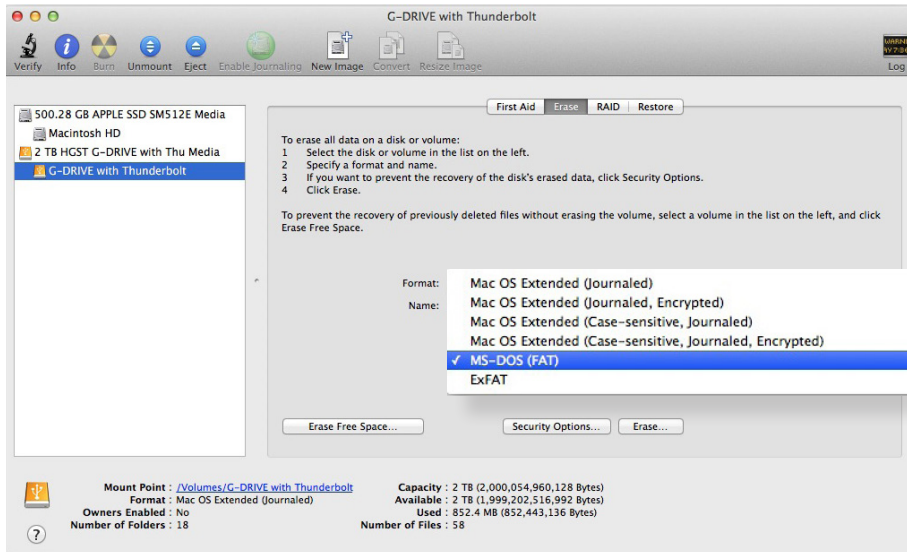 G-DRIVE with Thunderbolt
Verify Info Burn Unmount Eject Enable Journaling New Image Convert Resize Image Log
500.28 GB APPLE SSD SM512E Media
Macintosh HD
2 TB HGST G-DRIVE with Thu Media
G-DRIVE with Thunderbolt
First Aid Erase RAID Restore
To erase all data on a disk or volume:
1 Select the disk or volume in the list on the left.
2 Specify a format and name.
3 If you want to prevent the recovery of the disk's erased data, click Security Options.
4 Click Erase.
To prevent the recovery of previously deleted files without erasing the volume, select a volume in the list on the left, and click
Erase Free Space.
Format: Mac OS Extended (Journaled)
Name: Mac OS Extended (Journaled, Encrypted)
Mac OS Extended (Case-sensitive, Journaled)
Mac OS Extended (Case-sensitive, Journaled, Encrypted)
✓ MS-DOS (FAT)
ExFAT
Erase Free Space... Security Options... Erase...
Mount Point : /Volumes/G-DRIVE with Thunderbolt Capacity : 2 TB (2,000,054,960,128 Bytes)
Format : Mac OS Extended (Journaled) Available : 2 TB (1,999,202,516,992 Bytes)
Owners Enabled : No Used : 852.4 MB (852,443,136 Bytes)
Number of Folders : 18 Number of Files : 58
?